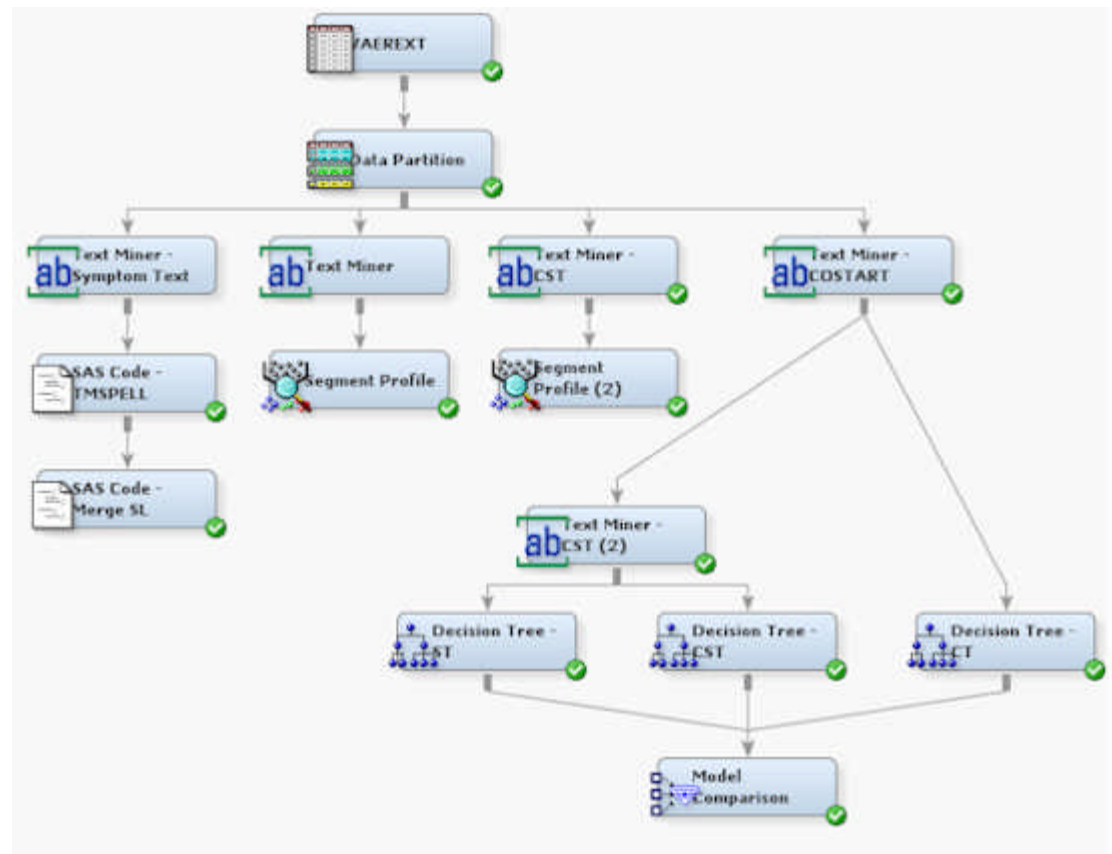 VAEREXT
Data Partition
Text Miner -
Symptom Text
Text Miner
Text Miner -
CST
Text Miner -
COSTART
SAS Code -
TMSPELL
Segment Profile
Segment
Profile (2)
SAS Code -
Merge SL
Text Miner -
CST (2)
Decision Tree -
ST
Decision Tree -
CST
Decision Tree -
CT
Model
Comparison